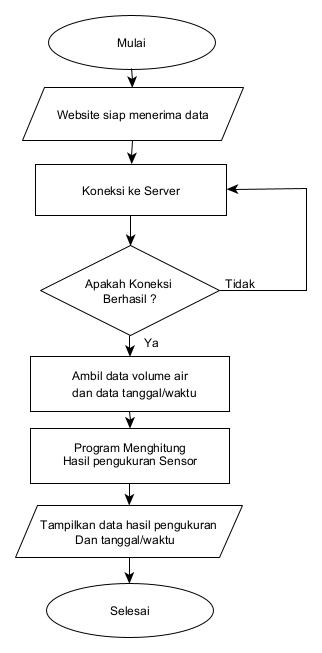 Mulai
Website siap menerima data
Koneksi ke Server
Apakah Koneksi
Berhasil ?
Tidak
Ya
Ambil data volume air
dan data tanggal/waktu
Program Menghitung
Hasil pengukuran Sensor
Tampilkan data hasil pengukuran
Dan tanggal/waktu
Selesai